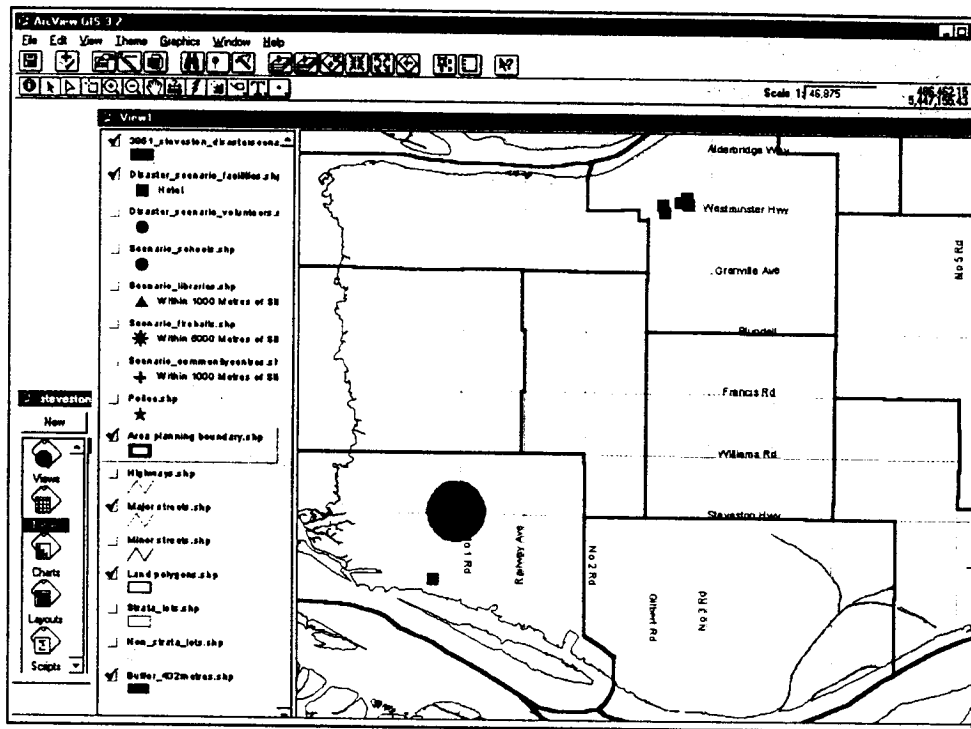 ArcView GIS 3.2
File Edit View Theme Graphics Window Help
Scale 1: 46,875
View1
Disaster_scenario_facilities.shp
Hotel
Disaster_scenario_volunteers.s
Scenario_schools.shp
Scenario_libraries.shp
Within 1000 Metres of
Scenario_firehalls.shp
Within 6000 Metres of
Within 1000 Metres of
Police.shp
Area planning boundary.shp
Highways.shp
Major streets.shp
Minor streets.shp
Land polygons.shp
Strata_lots.shp
Non_strata_lots.shp
Buffer_402metres.shp
steveston
New
Views
Charts
Layouts
Scripts
Alderbridge Way
Westminster Hwy
No 5 Rd
Granville Ave
Blundell
Francis Rd
Williams Rd
Steveston Hwy
No 1 Rd
Railway Ave
No 2 Rd
Gilbert Rd
No 3 Rd